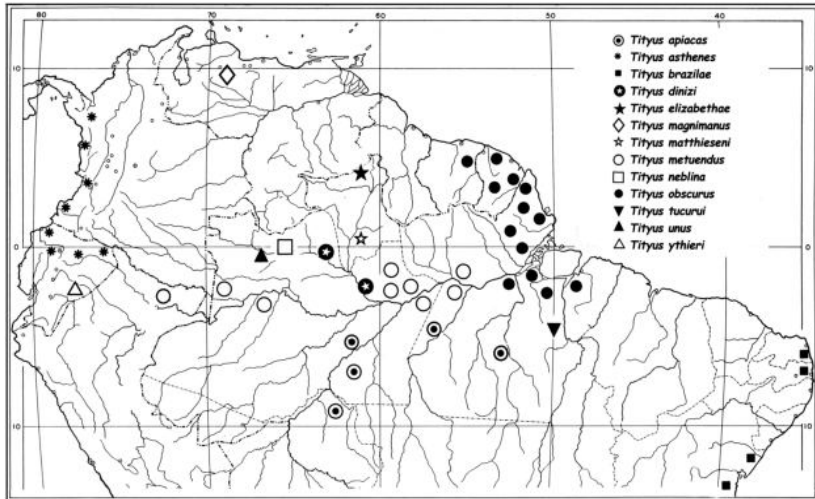 80 70 60 50
10 10
0 0
10 10
Tityus apiacas
Tityus asthenes
Tityus brazilae
Tityus dinizi
Tityus elizabethae
Tityus magnimanus
Tityus matthieseni
Tityus metuendus
Tityus neblina
Tityus obscurus
Tityus tucurui
Tityus unus
Tityus ythieri